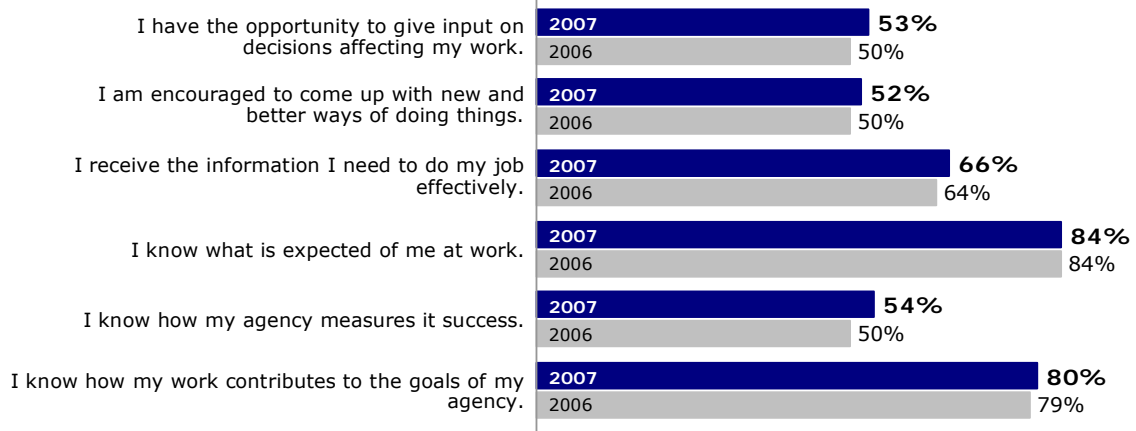 I have the opportunity to give input on
decisions affecting my work.
2007
53%
2006
50%
I am encouraged to come up with new and
better ways of doing things.
2007
52%
2006
50%
I receive the information I need to do my job
effectively.
2007
66%
2006
64%
I know what is expected of me at work.
2007
84%
2006
84%
I know how my agency measures it success.
2007
54%
2006
50%
I know how my work contributes to the goals of my
agency.
2007
80%
2006
79%